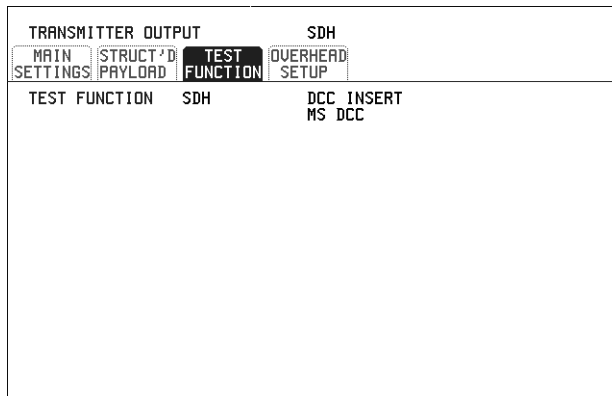 TRANSMITTER OUTPUT SDH
MAIN SETTINGS STRUCT'D PAYLOAD TEST FUNCTION OVERHEAD SETUP
TEST FUNCTION SDH DCC INSERT
MS DCC